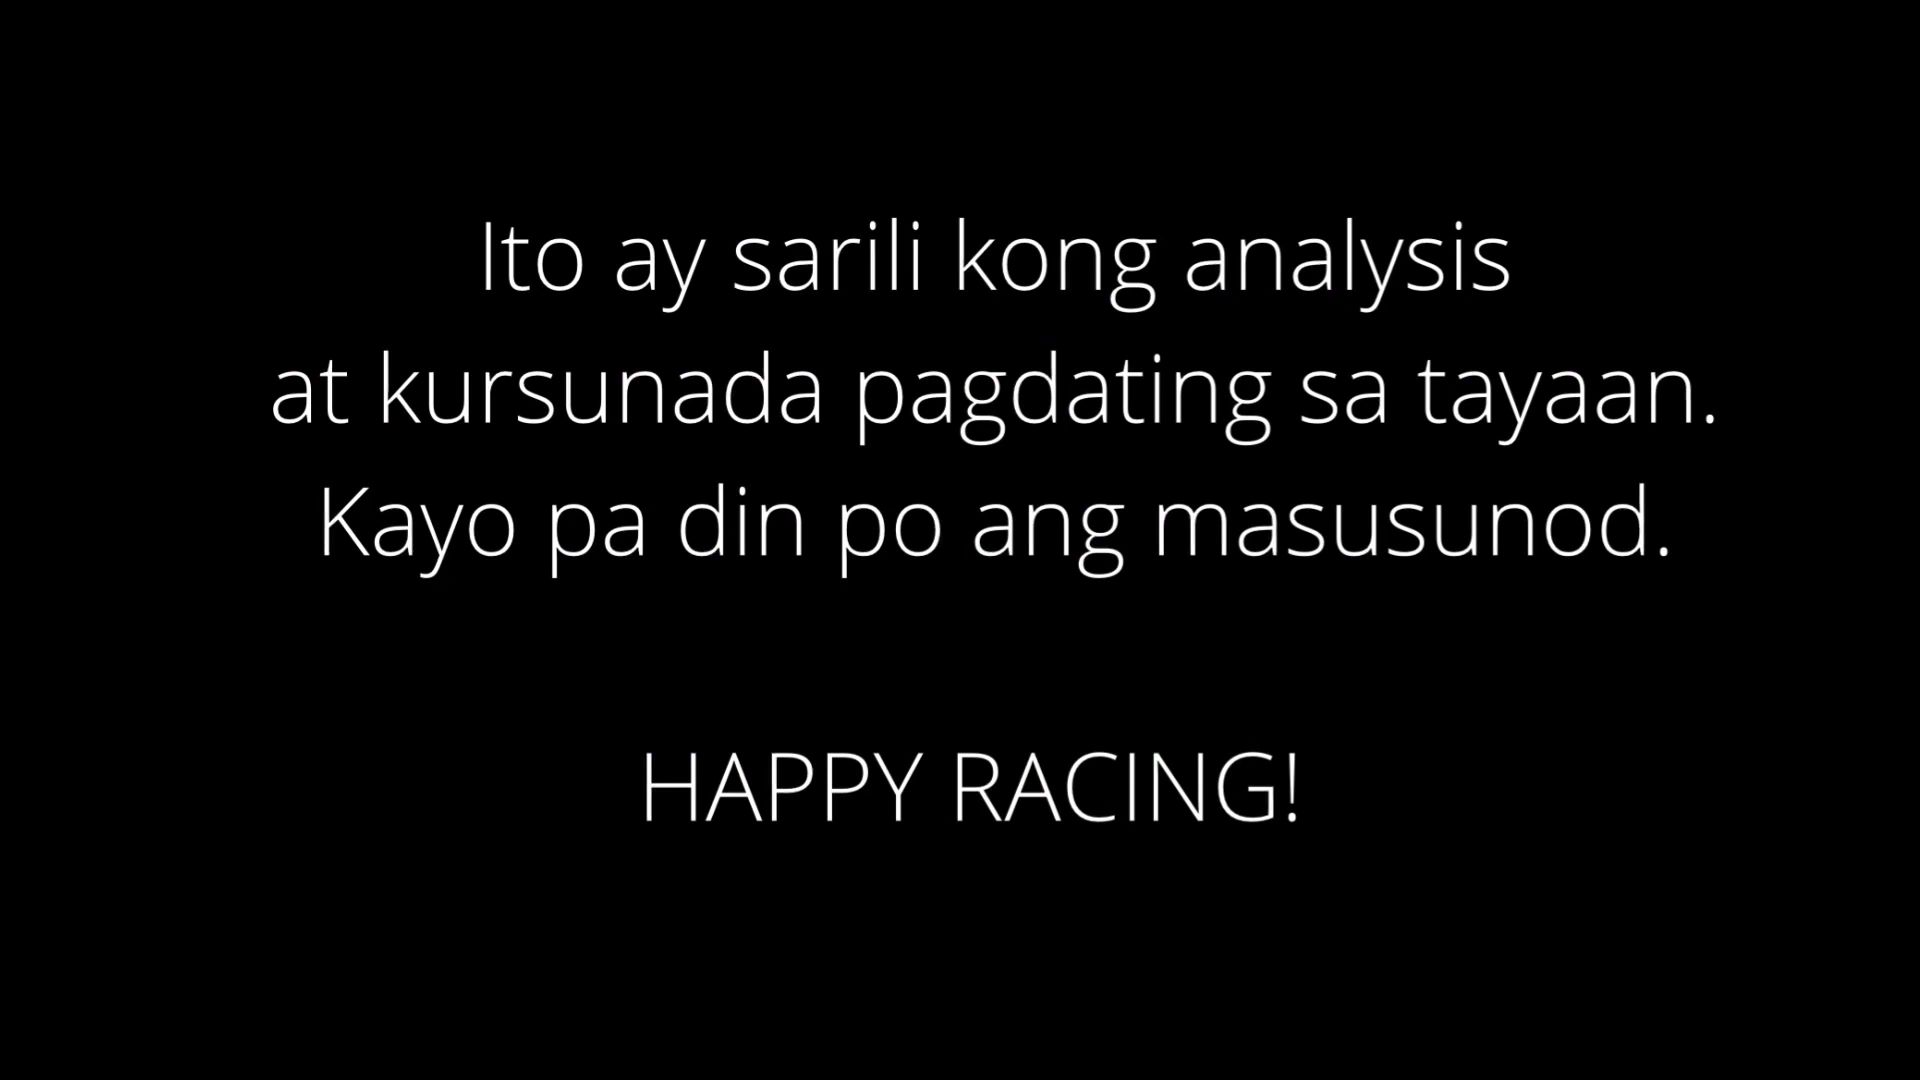 Ito ay sarili kong analysis
at kursunada pagdating sa tayaan.
Kayo pa din po ang masusunod.
HAPPY RACING!